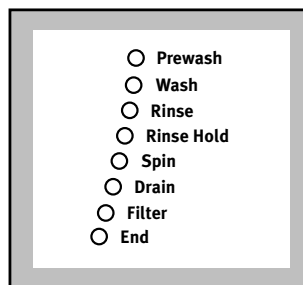 Prewash
Wash
Rinse
Rinse Hold
Spin
Drain
Filter
End